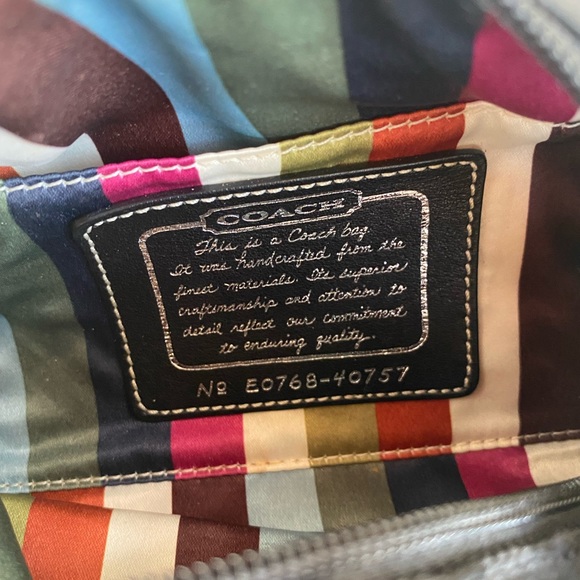 COACH
This is a Coach bag.
It was handcrafted from the
finest materials. Its superior
craftsmanship and attention to
detail reflect our commitment
to enduring quality.
Nº E0768-40757